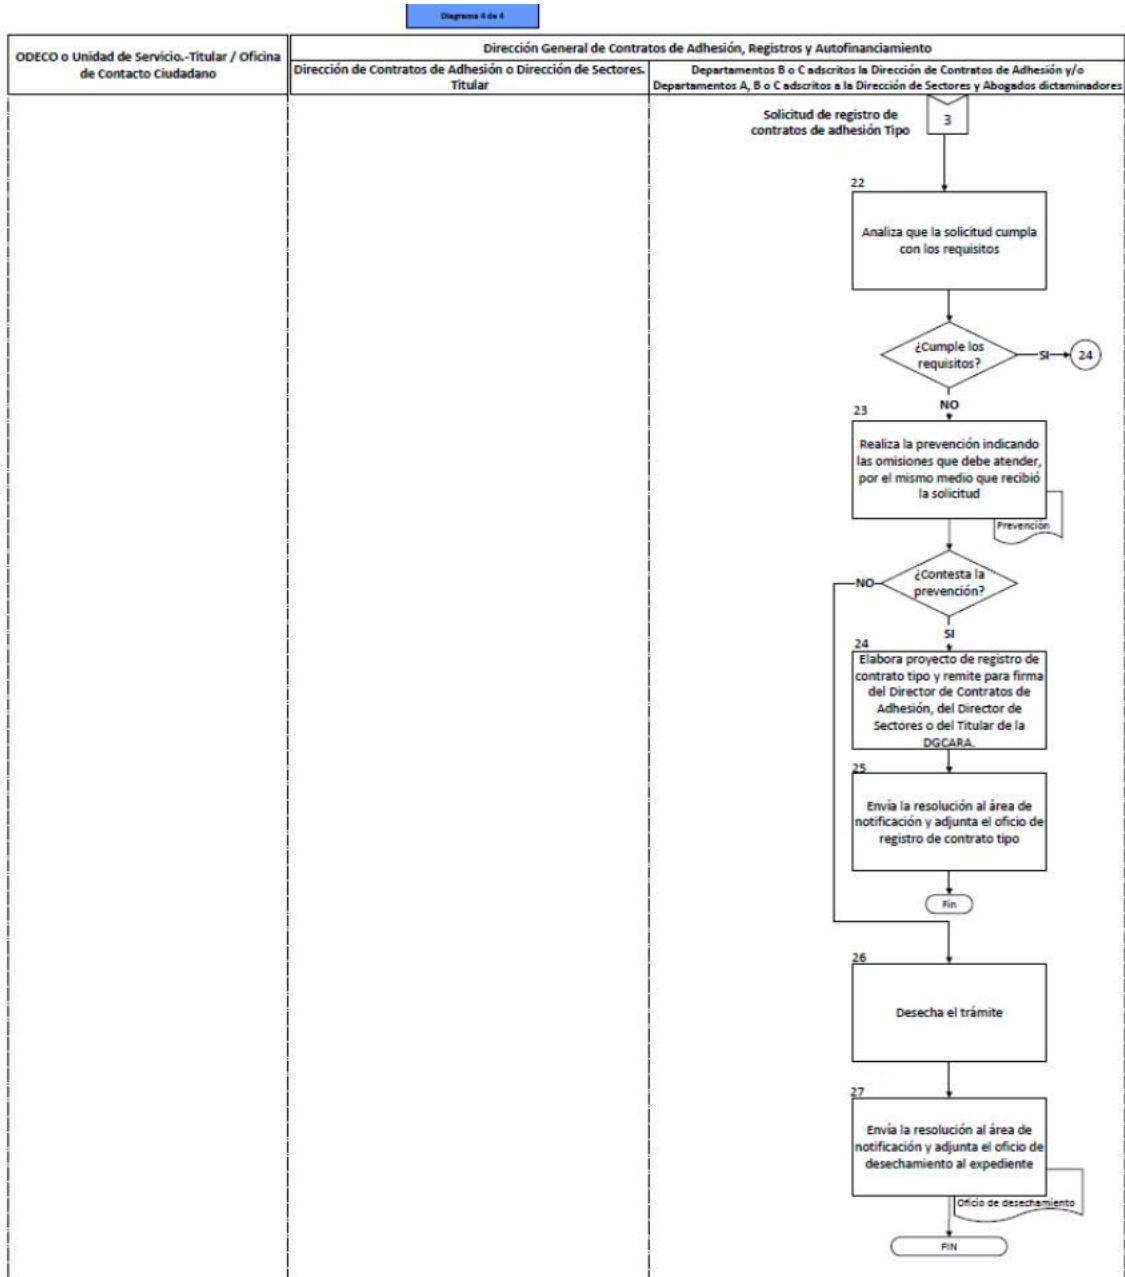 Diagrama 4 de 4
ODECO o Unidad de Servicio.-Titular / Oficina
de Contacto Ciudadano
Dirección General de Contratos de Adhesión, Registros y Autofinanciamiento
Dirección de Contratos de Adhesión o Dirección de Sectores.
Titular
Departamentos B o C adscritos la Dirección de Contratos de Adhesión y/o
Departamentos A, B o C adscritos a la Dirección de Sectores y Abogados dictaminadores
Solicitud de registro de
contratos de adhesión Tipo
3
22
Analiza que la solicitud cumpla
con los requisitos
¿Cumple los
requisitos?
SI
24
NO
23
Realiza la prevención indicando
las omisiones que debe atender,
por el mismo medio que recibió
la solicitud
Prevención
¿Contesta la
prevención?
NO
SI
24
Elabora proyecto de registro de
contrato tipo y remite para firma
del Director de Contratos de
Adhesión, del Director de
Sectores o del Titular de la
DGCARA.
25
Envía la resolución al área de
notificación y adjunta el oficio de
registro de contrato tipo
Fin
26
Desecha el trámite
27
Envía la resolución al área de
notificación y adjunta el oficio de
desechamiento al expediente
Oficio de desechamiento
FIN